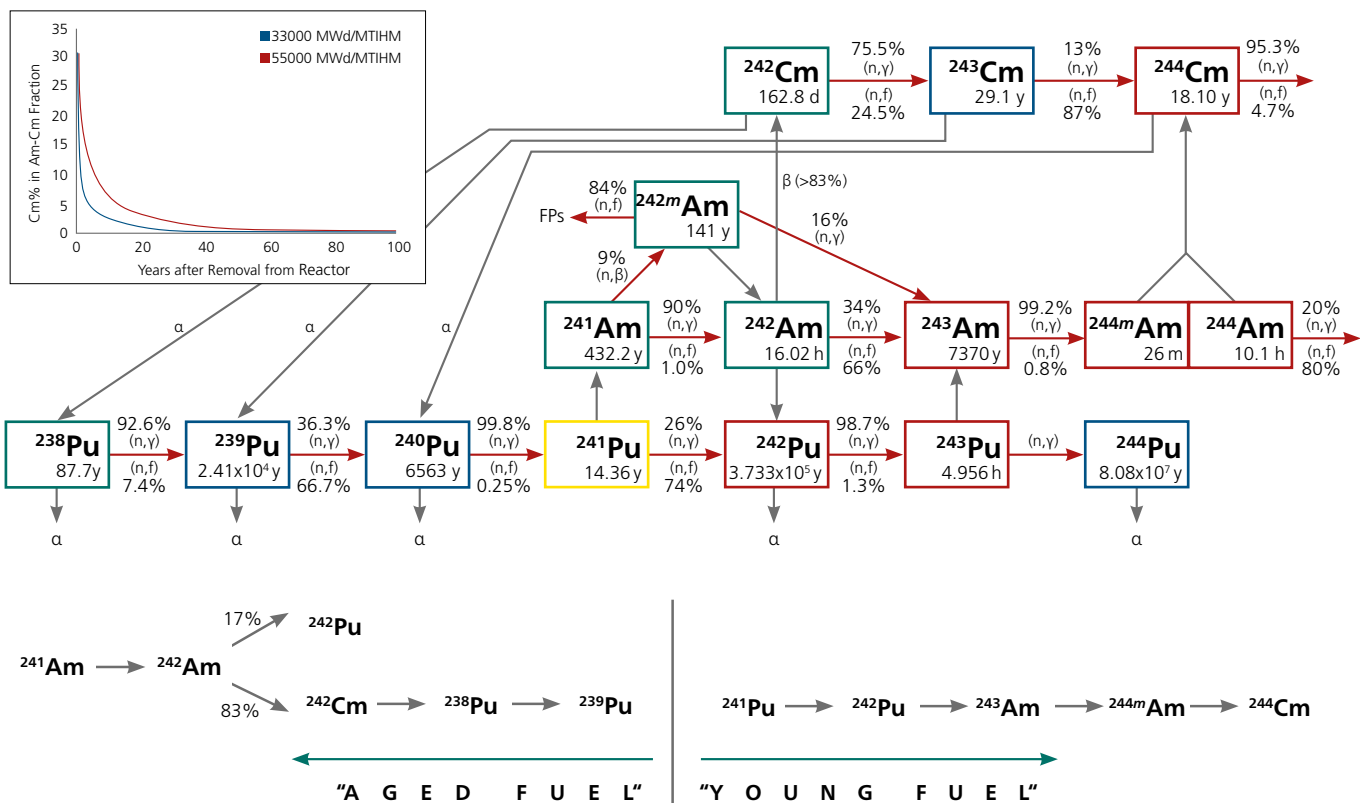 35
30
25
20
15
10
5
0
Cm% in Am-Cm Fraction
33000 MWd/MTIHM
55000 MWd/MTIHM
0 20 40 60 80 100
Years after Removal from Reactor
²⁴²Cm
162.8 d
75.5%
(n,γ)
(n,f)
24.5%
²⁴³Cm
29.1 y
13%
(n,γ)
(n,f)
87%
²⁴⁴Cm
18.10 y
95.3%
(n,γ)
(n,f)
4.7%
β (>83%)
FPs
84%
(n,f)
²⁴²ᵐAm
141 y
16%
(n,γ)
9%
(n,β)
α
α
α
²⁴¹Am
432.2 y
90%
(n,γ)
(n,f)
1.0%
²⁴²Am
16.02 h
34%
(n,γ)
(n,f)
66%
²⁴³Am
7370 y
99.2%
(n,γ)
(n,f)
0.8%
²⁴⁴ᵐAm
26 m
²⁴⁴Am
10.1 h
20%
(n,γ)
(n,f)
80%
²³⁸Pu
87.7y
92.6%
(n,γ)
(n,f)
7.4%
²³⁹Pu
2.41x10⁴y
36.3%
(n,γ)
(n,f)
66.7%
²⁴⁰Pu
6563 y
99.8%
(n,γ)
(n,f)
0.25%
²⁴¹Pu
14.36 y
26%
(n,γ)
(n,f)
74%
²⁴²Pu
3.733x10⁵ y
98.7%
(n,γ)
(n,f)
1.3%
²⁴³Pu
4.956 h
(n,γ)
²⁴⁴Pu
8.08x10⁷ y
α
α
α
α
α
²⁴¹Am
²⁴²Am
17%
²⁴²Pu
83%
²⁴²Cm
²³⁸Pu
²³⁹Pu
²⁴¹Pu
²⁴²Pu
²⁴³Am
²⁴⁴ᵐAm
²⁴⁴Cm
"A G E D F U E L"
"Y O U N G F U E L"